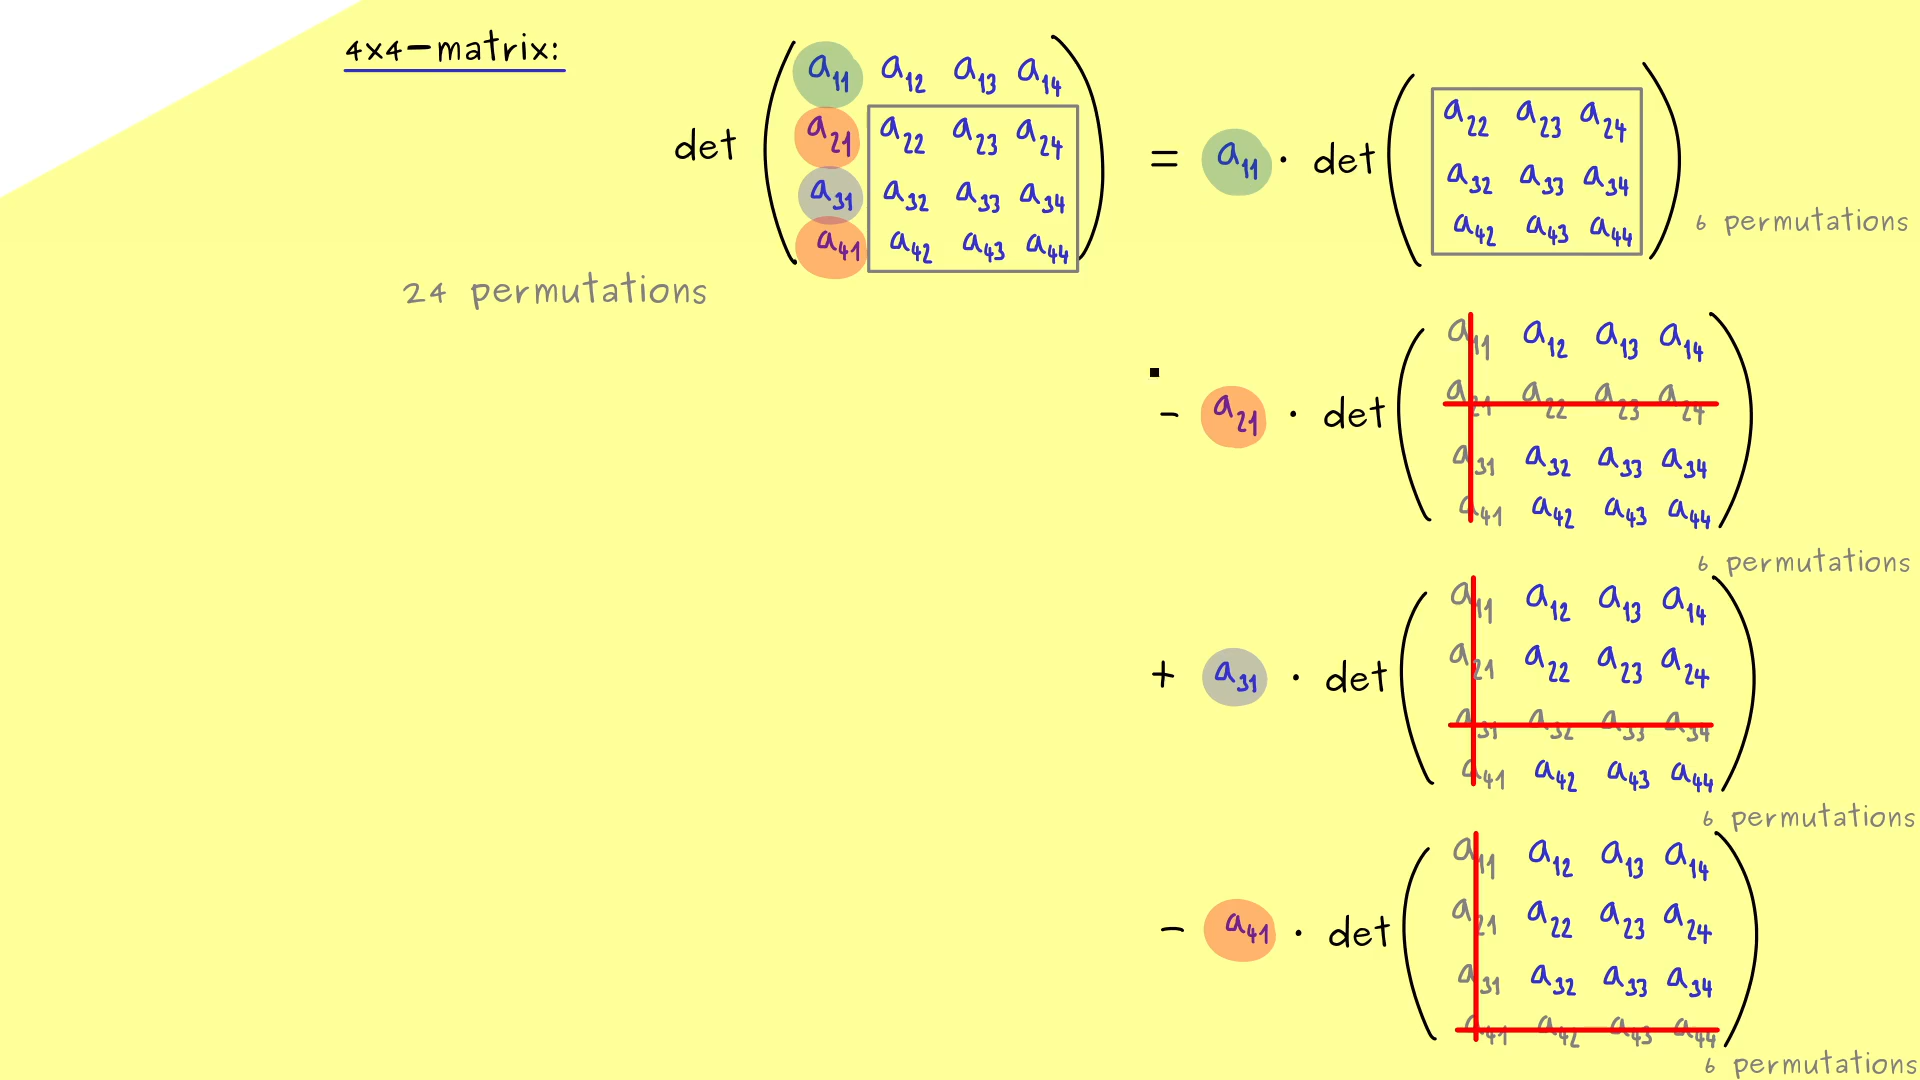 4x4-matrix:
a11 a12 a13 a14
a21 a22 a23 a24
det
a31 a32 a33 a34
a41 a42 a43 a44
24 permutations
= a11 · det
a22 a23 a24
a32 a33 a34
a42 a43 a44
6 permutations
a11 a12 a13 a14
a21 a22 a23 a24
- a21 · det
a31 a32 a33 a34
a41 a42 a43 a44
6 permutations
a11 a12 a13 a14
a21 a22 a23 a24
+ a31 · det
a31 a32 a33 a34
a41 a42 a43 a44
6 permutations
a11 a12 a13 a14
a21 a22 a23 a24
- a41 · det
a31 a32 a33 a34
a41 a42 a43 a44
6 permutations